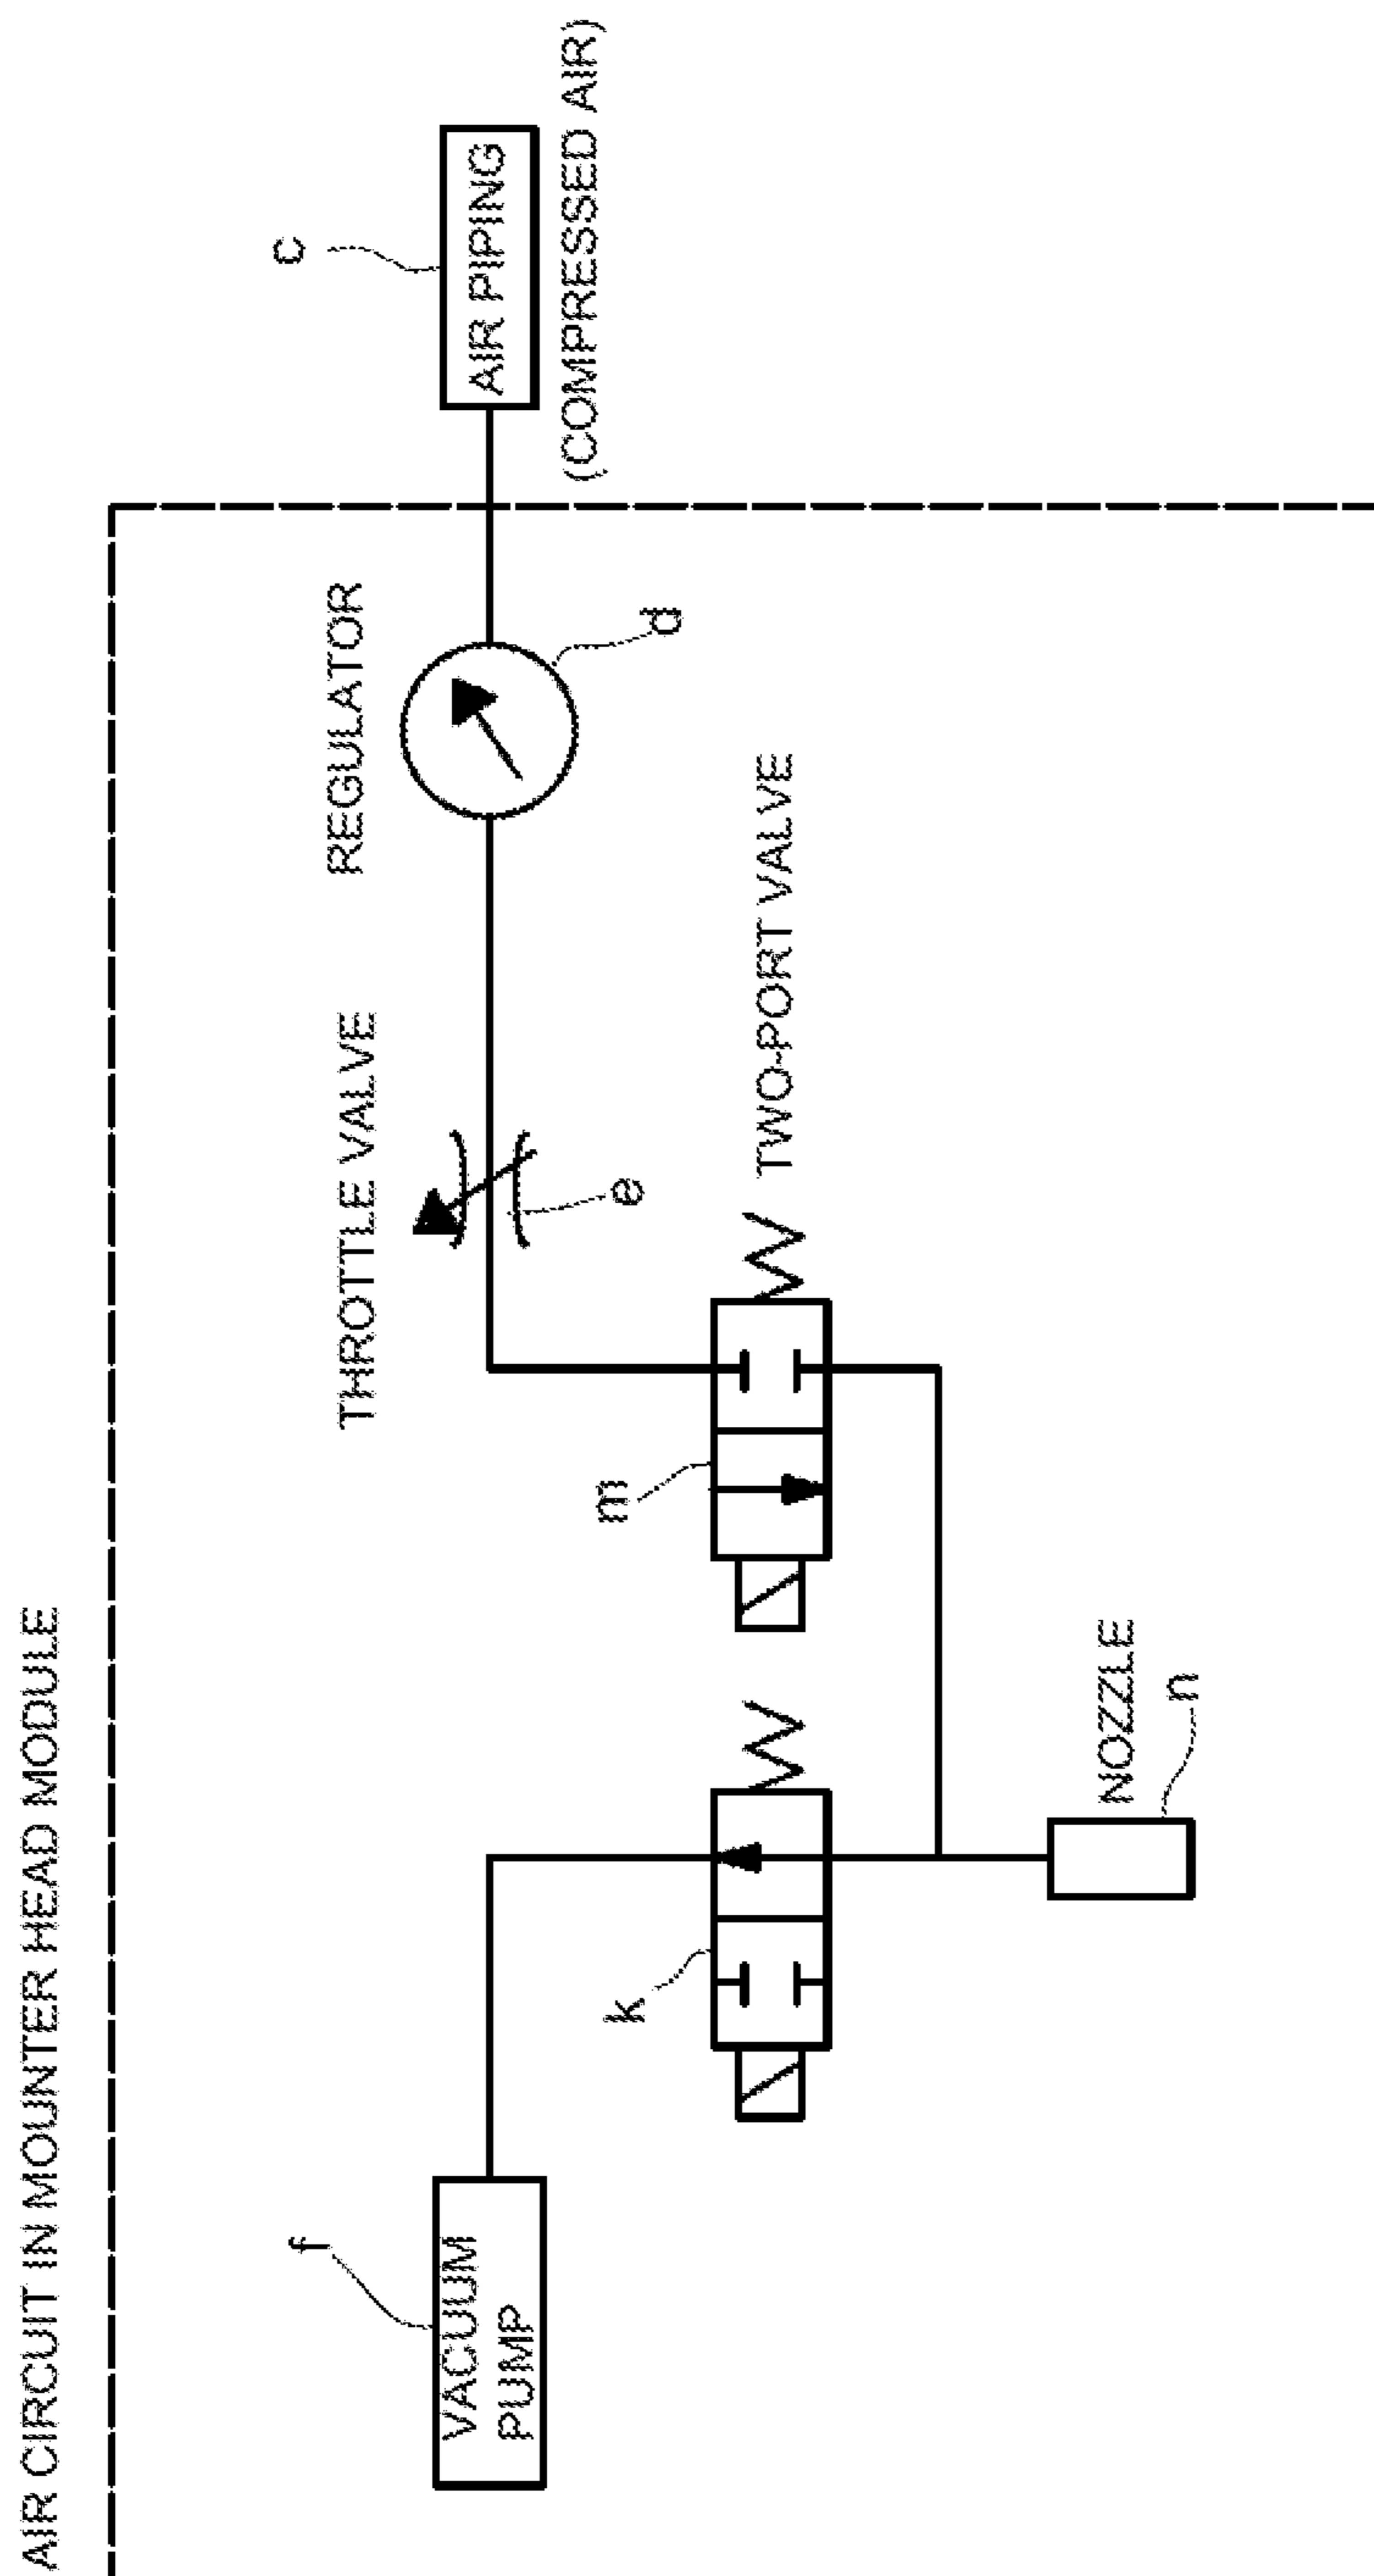 AIR CIRCUIT IN MOUNTER HEAD MODULE
f
VACUUM
PUMP
k
m
THROTTLE VALVE
e
REGULATOR
d
TWO-PORT VALVE
c
AIR PIPING
(COMPRESSED AIR)
NOZZLE
n